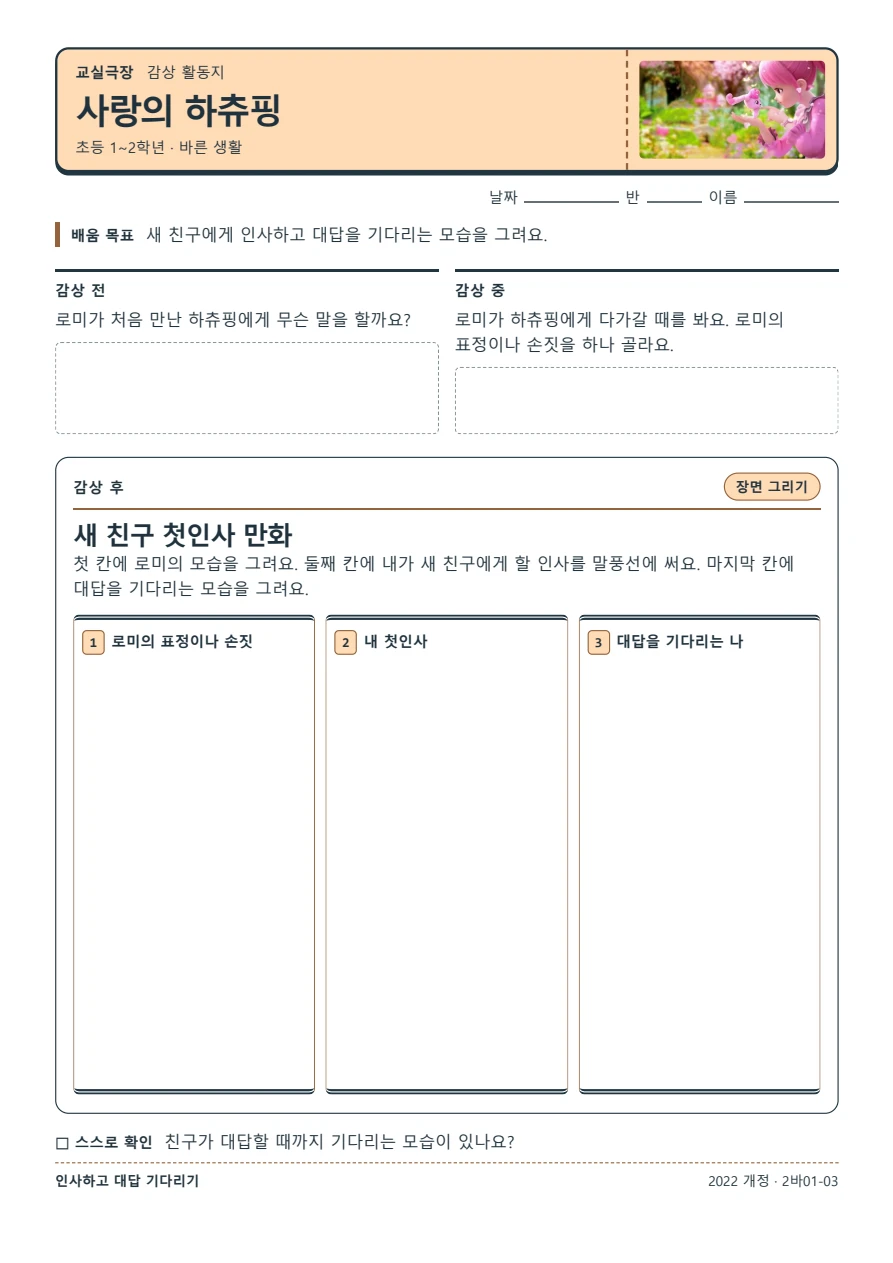 교실극장 감상 활동지
사랑의 하츄핑
초등 1~2학년 · 바른 생활
날짜 반 이름
배움 목표 새 친구에게 인사하고 대답을 기다리는 모습을 그려요.
감상 전
로미가 처음 만난 하츄핑에게 무슨 말을 할까요?
감상 중
로미가 하츄핑에게 다가갈 때를 봐요. 로미의
표정이나 손짓을 하나 골라요.
감상 후
장면 그리기
새 친구 첫인사 만화
첫 칸에 로미의 모습을 그려요. 둘째 칸에 내가 새 친구에게 할 인사를 말풍선에 써요. 마지막 칸에
대답을 기다리는 모습을 그려요.
1 로미의 표정이나 손짓
2 내 첫인사
3 대답을 기다리는 나
스스로 확인 친구가 대답할 때까지 기다리는 모습이 있나요?
인사하고 대답 기다리기
2022 개정 · 2바01-03